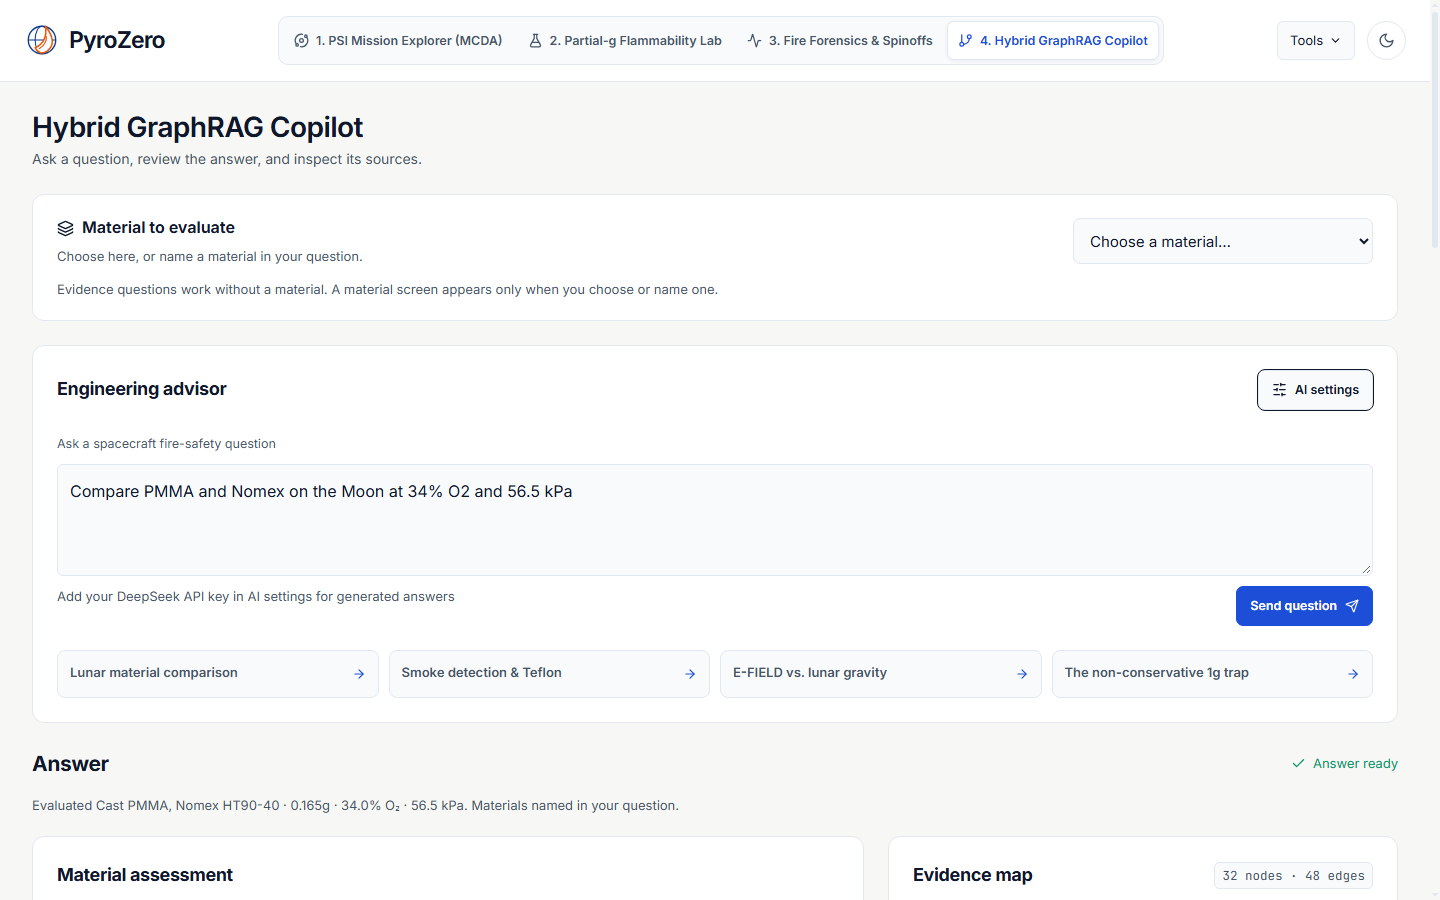 PyroZero
1. PSI Mission Explorer (MCDA)
2. Partial-g Flammability Lab
3. Fire Forensics & Spinoffs
4. Hybrid GraphRAG Copilot
Tools
Hybrid GraphRAG Copilot
Ask a question, review the answer, and inspect its sources.
Material to evaluate
Choose here, or name a material in your question.
Choose a material...
Evidence questions work without a material. A material screen appears only when you choose or name one.
Engineering advisor
AI settings
Ask a spacecraft fire-safety question
Compare PMMA and Nomex on the Moon at 34% O2 and 56.5 kPa
Add your DeepSeek API key in AI settings for generated answers
Send question
Lunar material comparison
Smoke detection & Teflon
E-FIELD vs. lunar gravity
The non-conservative 1g trap
Answer
Answer ready
Evaluated Cast PMMA, Nomex HT90-40 · 0.165g · 34.0% O₂ · 56.5 kPa. Materials named in your question.
Material assessment
Evidence map
32 nodes · 48 edges